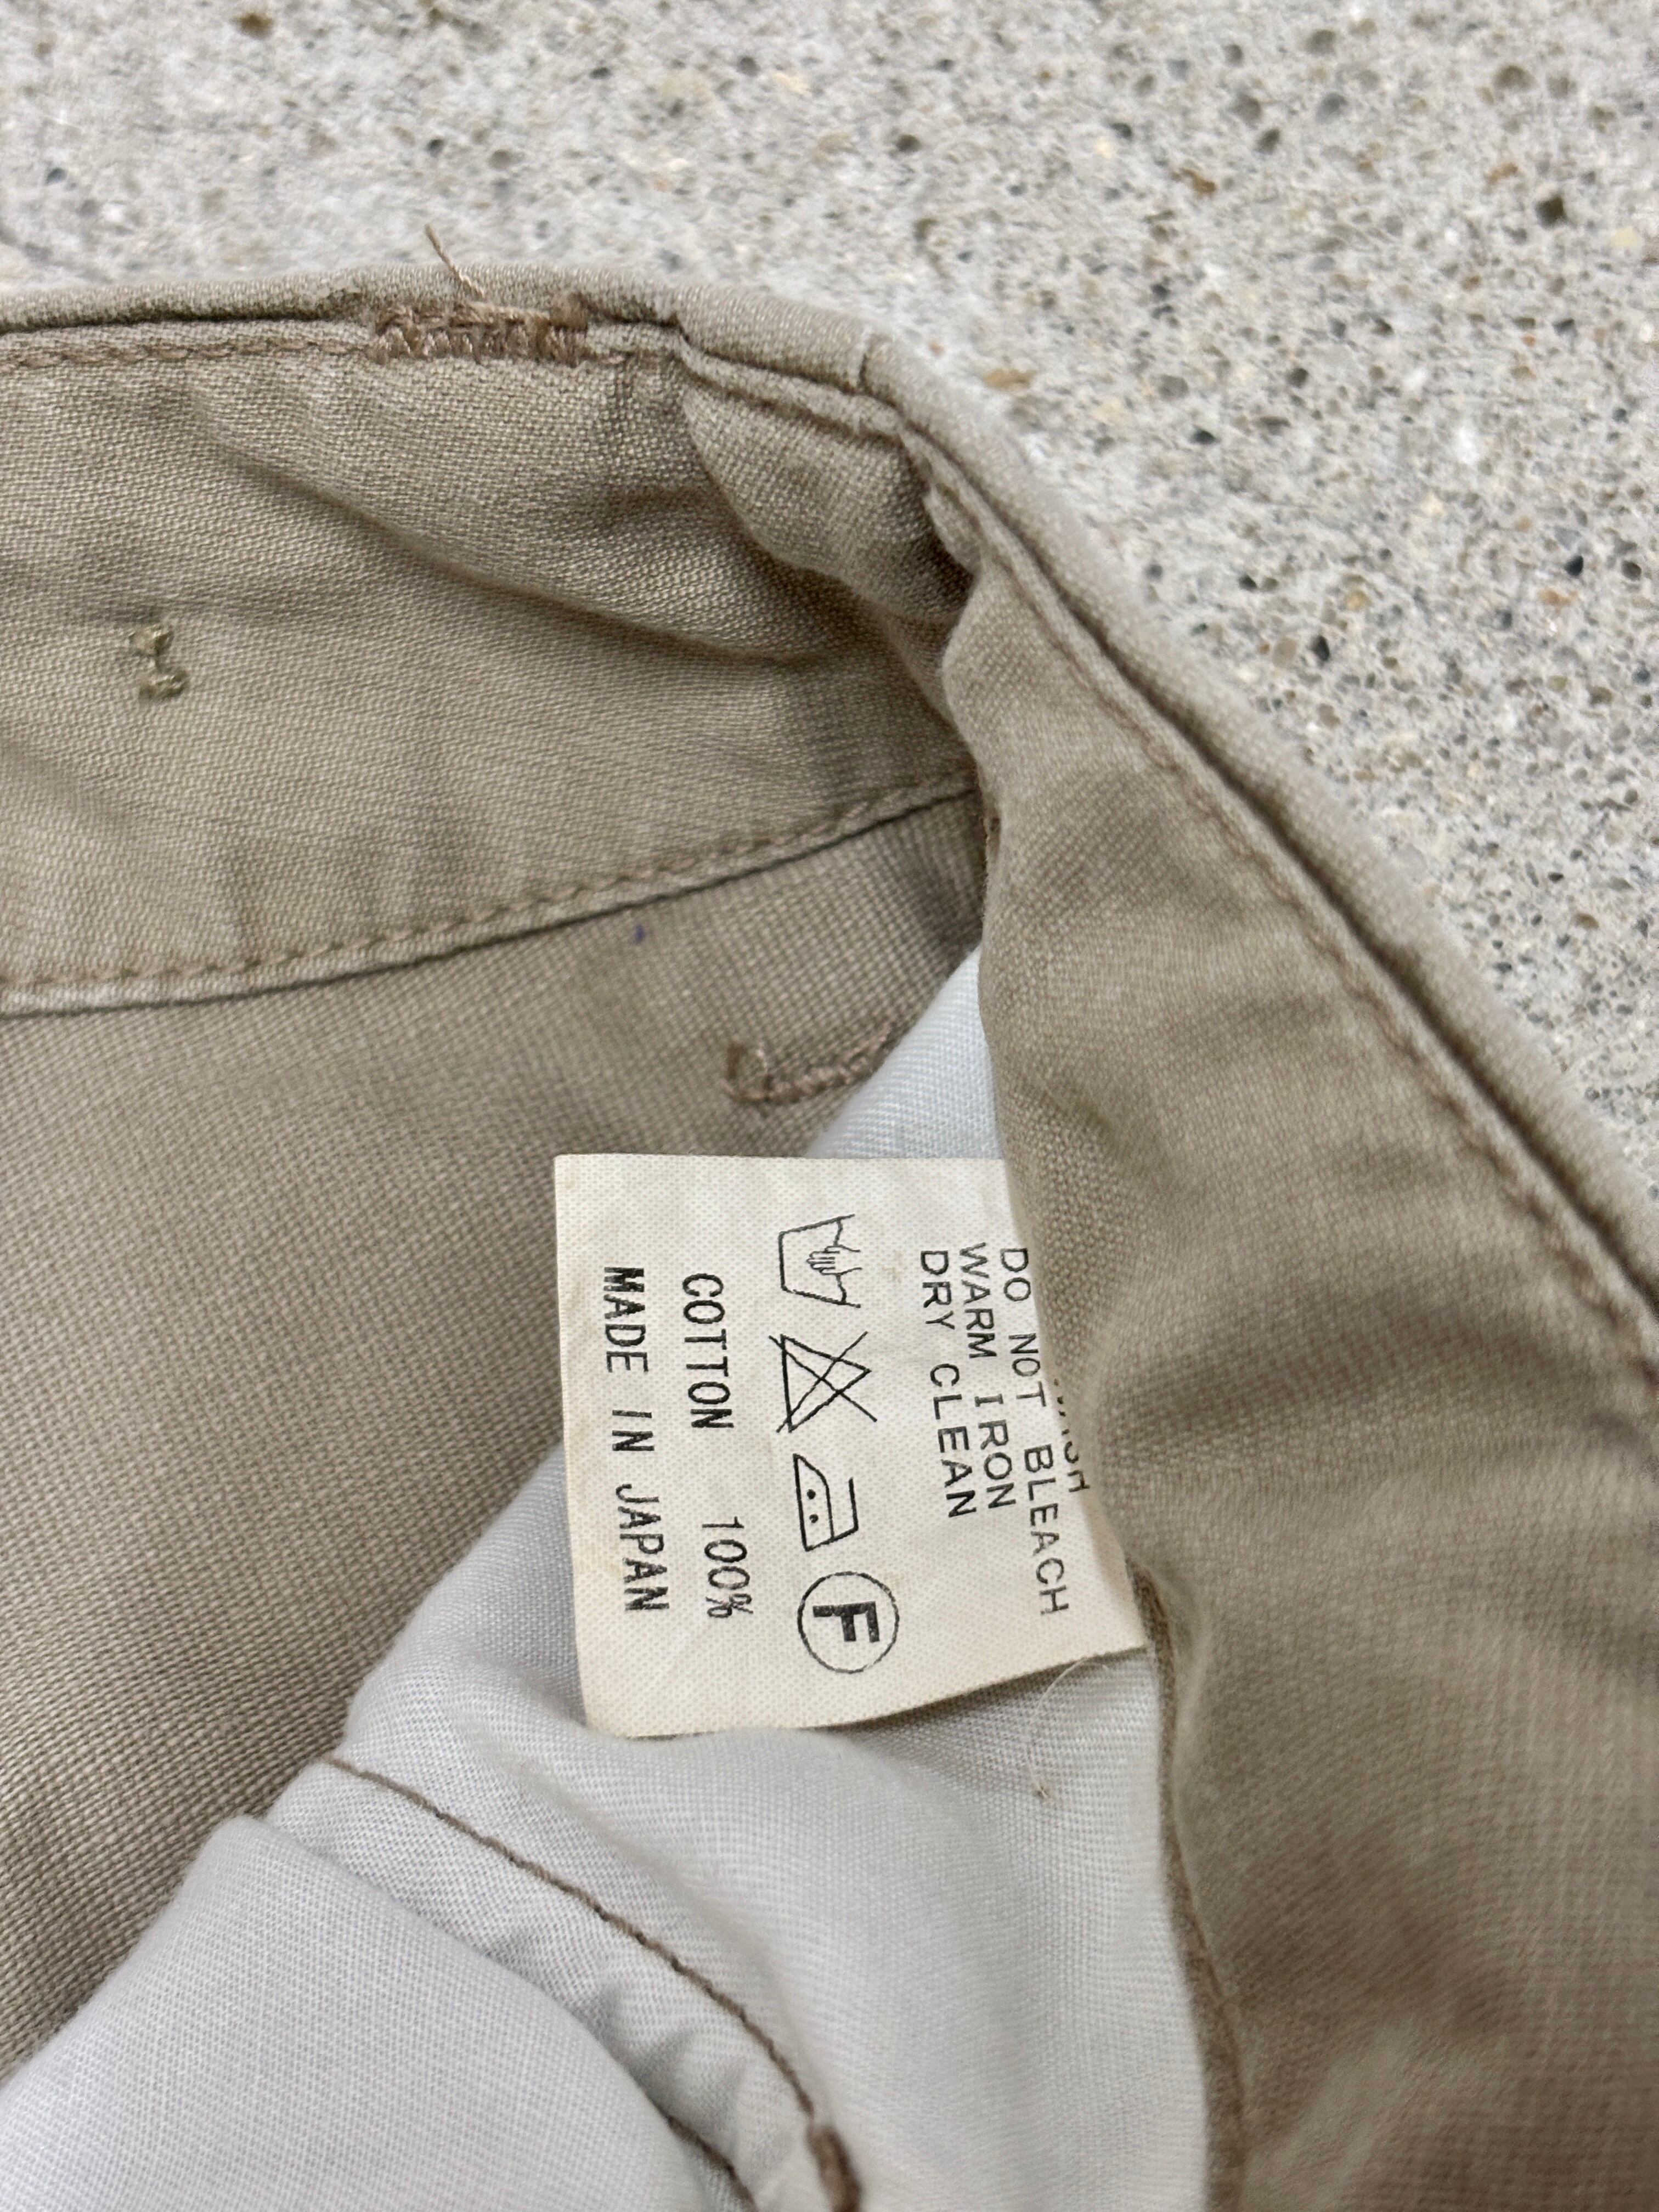 DO NOT BLEACH
WARM IRON
DRY CLEAN
F
COTTON 100%
MADE IN JAPAN